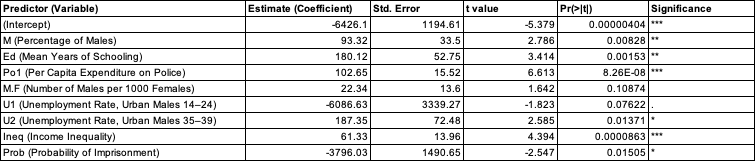 Predictor (Variable) Estimate (Coefficient) Std. Error t value Pr(>|t|) Significance
(Intercept) -6426.1 1194.61 -5.379 0.00000404 ***
M (Percentage of Males) 93.32 33.5 2.786 0.00828 **
Ed (Mean Years of Schooling) 180.12 52.75 3.414 0.00153 **
Po1 (Per Capita Expenditure on Police) 102.65 15.52 6.613 8.26E-08 ***
M.F (Number of Males per 1000 Females) 22.34 13.6 1.642 0.10874
U1 (Unemployment Rate, Urban Males 14–24) -6086.63 3339.27 -1.823 0.07622 .
U2 (Unemployment Rate, Urban Males 35–39) 187.35 72.48 2.585 0.01371 *
Ineq (Income Inequality) 61.33 13.96 4.394 0.0000863 ***
Prob (Probability of Imprisonment) -3796.03 1490.65 -2.547 0.01505 *